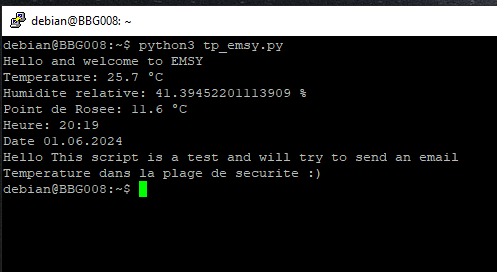 debian@BBG008: ~
debian@BBG008:~$ python3 tp_emsy.py
Hello and welcome to EMSY
Temperature: 25.7 °C
Humidite relative: 41.39452201113909 %
Point de Rosee: 11.6 °C
Heure: 20:19
Date 01.06.2024
Hello This script is a test and will try to send an email
Temperature dans la plage de securite :)
debian@BBG008:~$